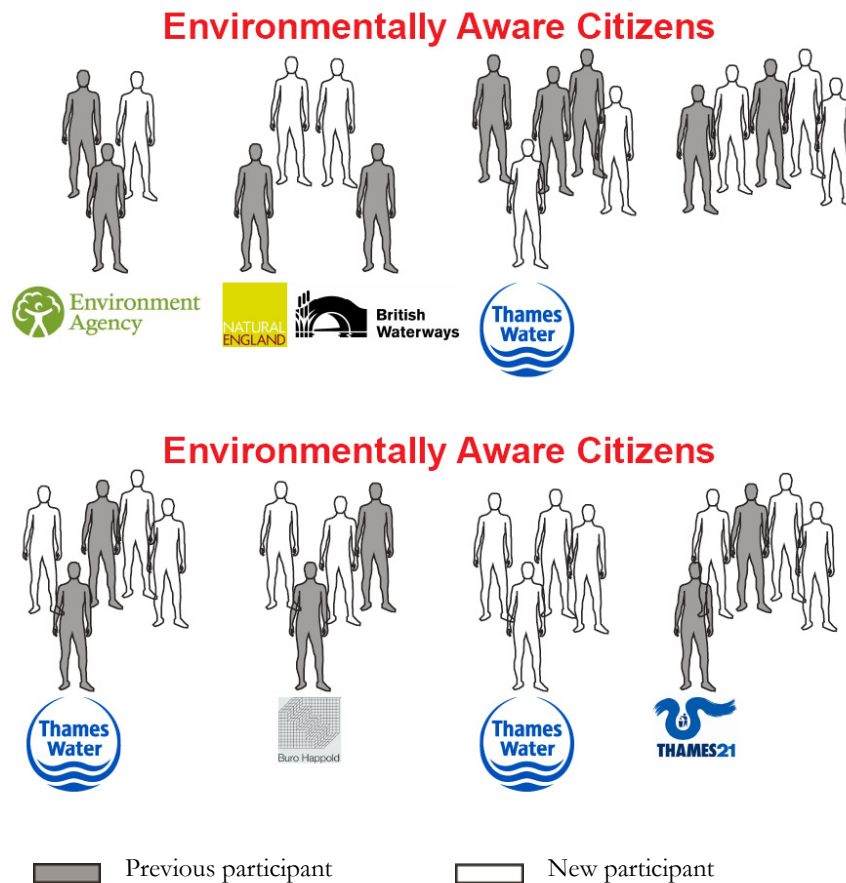 Environmentally Aware Citizens
Environment
Agency
NATURAL
ENGLAND
British
Waterways
Thames
Water
Environmentally Aware Citizens
Thames
Water
Buro Happold
Thames
Water
THAMES21
Previous participant
New participant